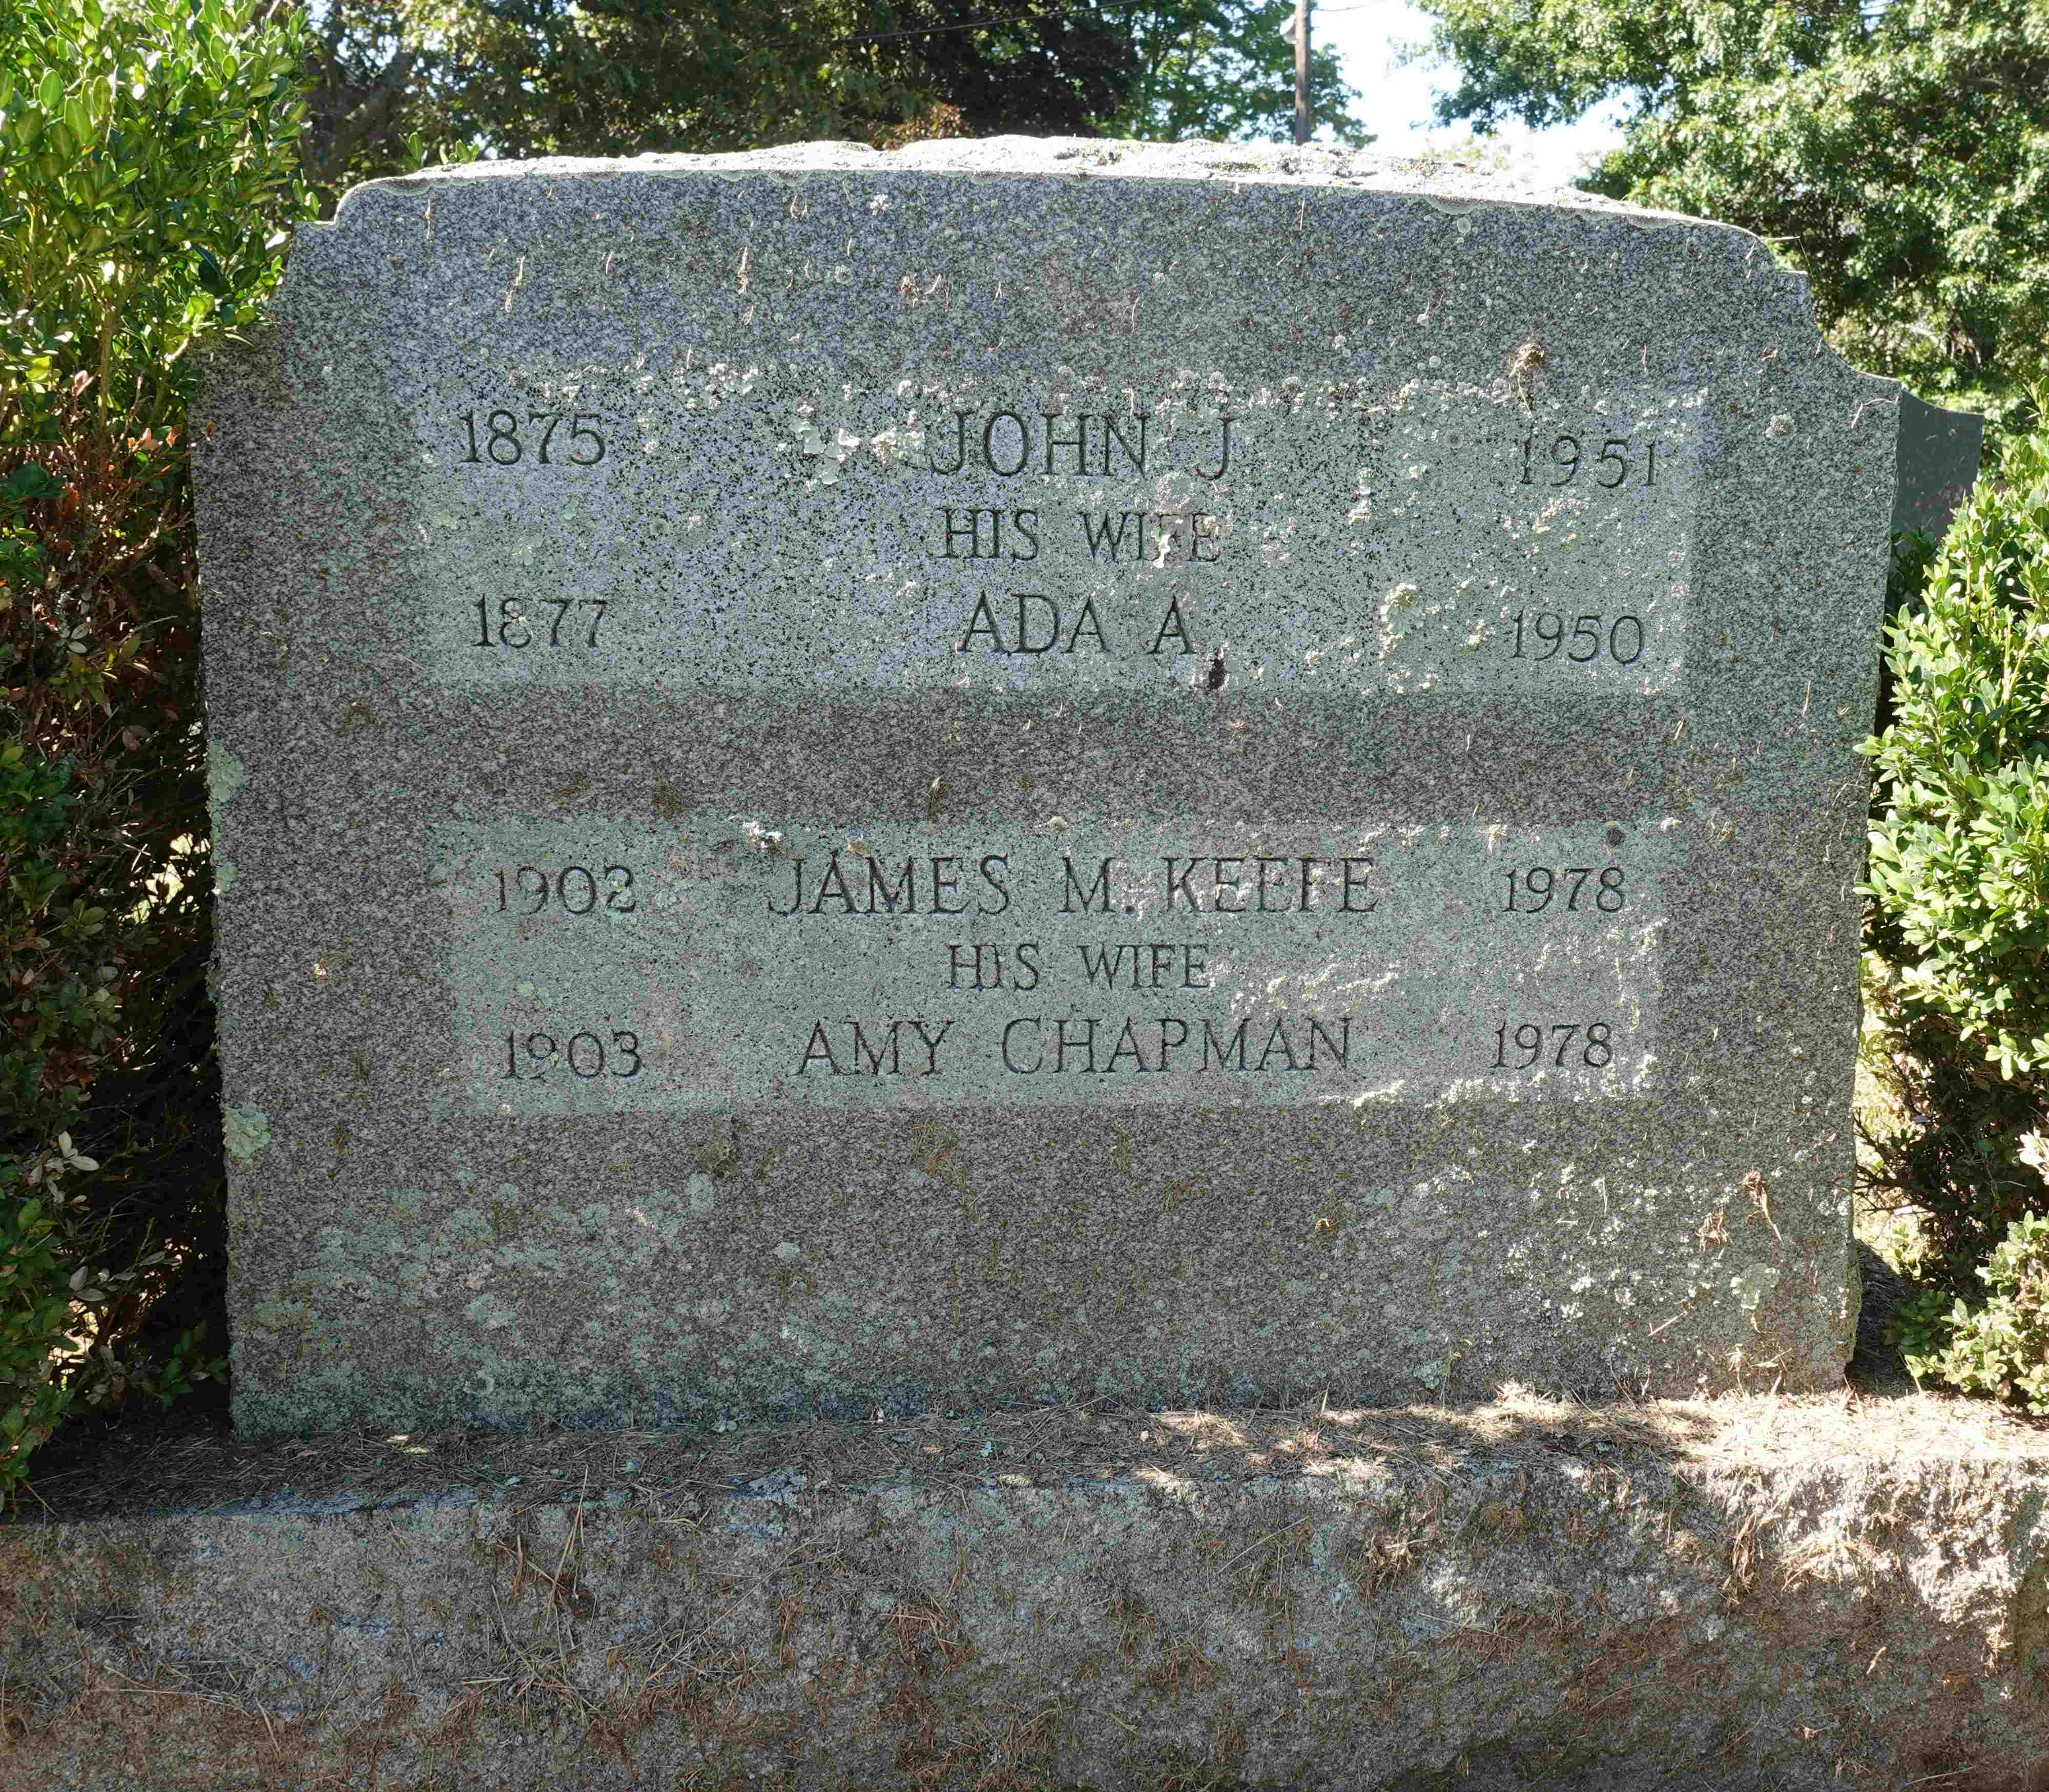 1875 JOHN J 1951
HIS WIFE
1877 ADA A 1950
1902 JAMES M. KEEFE 1978
HIS WIFE
1903 AMY CHAPMAN 1978